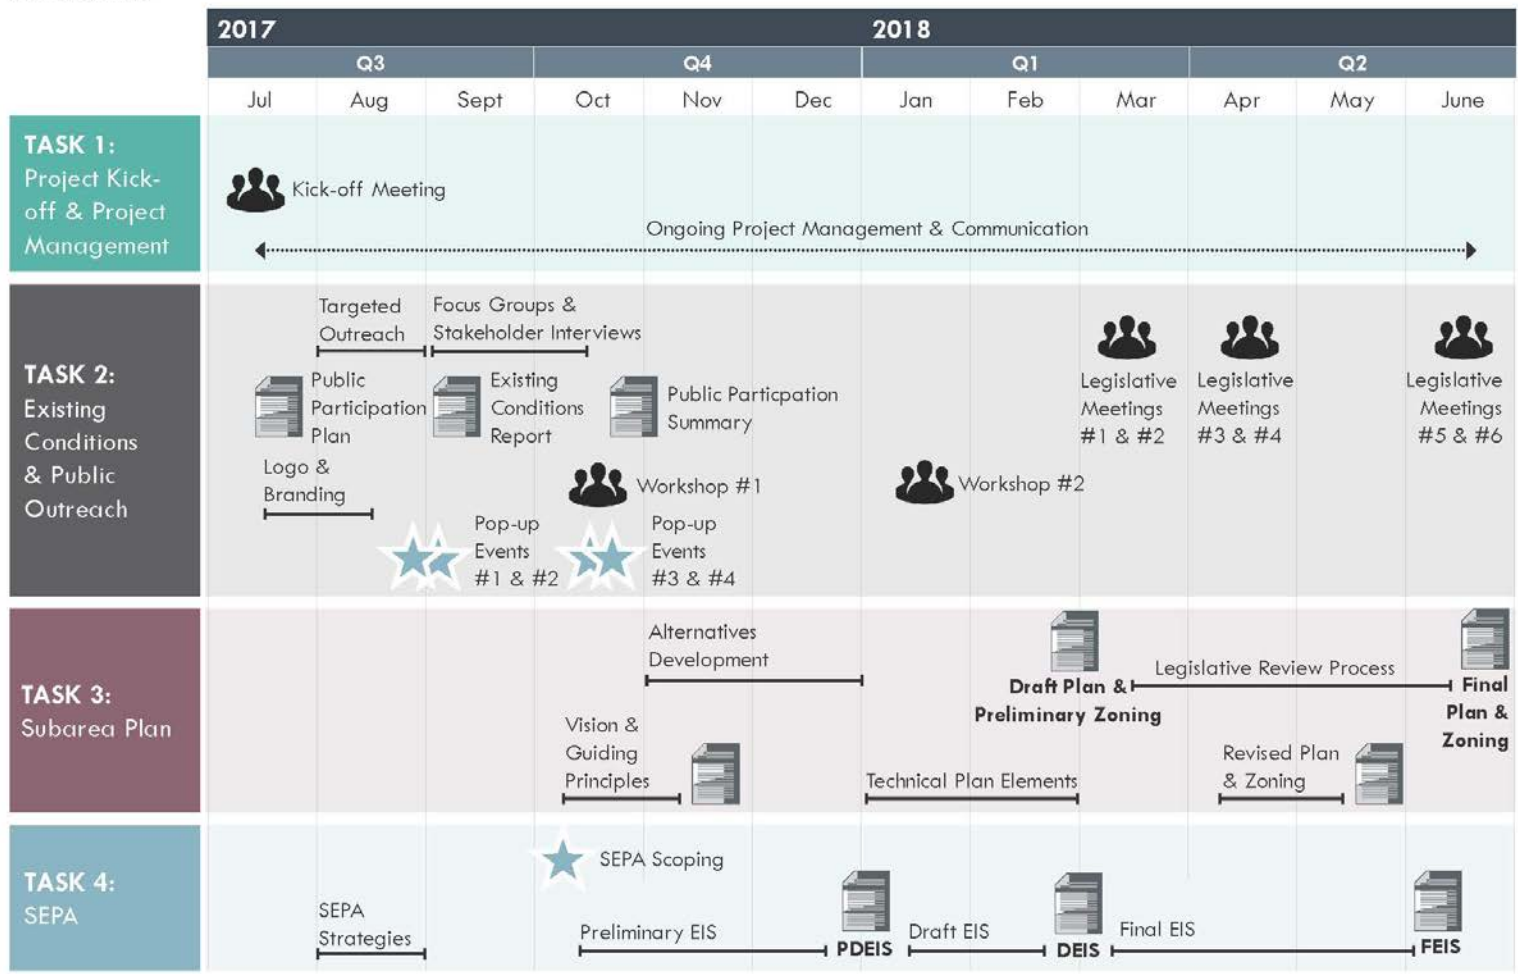 2017 2018
Q3 Q4 Q1 Q2
Jul Aug Sept Oct Nov Dec Jan Feb Mar Apr May June
TASK 1:
Project Kick-
off & Project
Management
Kick-off Meeting
Ongoing Project Management & Communication
TASK 2:
Existing
Conditions
& Public
Outreach
Targeted
Outreach
Focus Groups &
Stakeholder Interviews
Public
Participation
Plan
Existing
Conditions
Report
Public Particpation
Summary
Legislative
Meetings
#1 & #2
Legislative
Meetings
#3 & #4
Legislative
Meetings
#5 & #6
Logo &
Branding
Workshop #1
Workshop #2
Pop-up
Events
#1 & #2
Pop-up
Events
#3 & #4
TASK 3:
Subarea Plan
Alternatives
Development
Draft Plan &
Preliminary Zoning
Legislative Review Process
Final
Plan &
Zoning
Vision &
Guiding
Principles
Technical Plan Elements
Revised Plan
& Zoning
TASK 4:
SEPA
SEPA Scoping
SEPA
Strategies
Preliminary EIS
PDEIS
Draft EIS
DEIS
Final EIS
FEIS